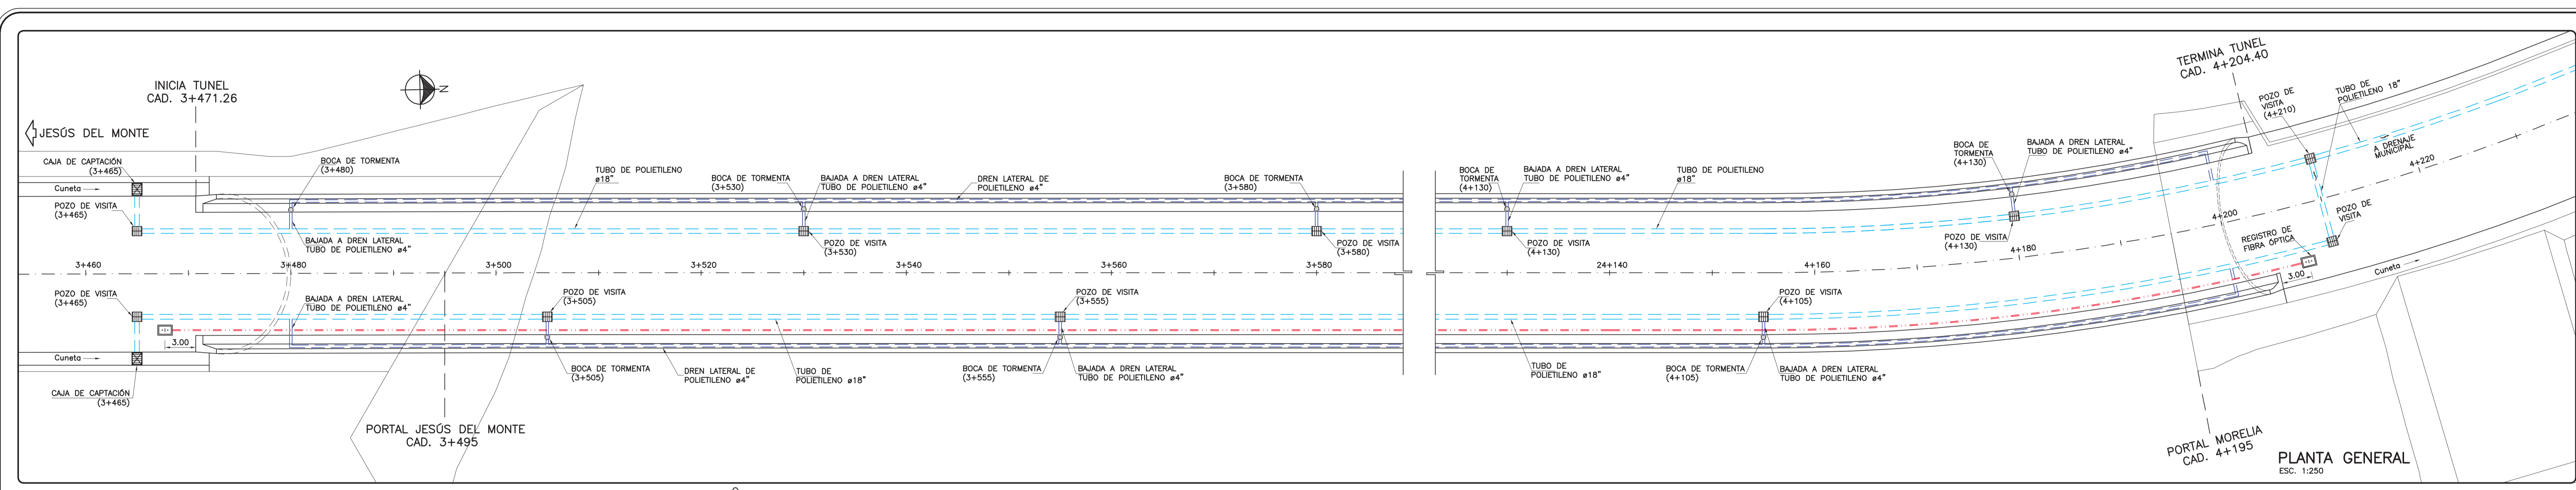 INICIA TUNEL
CAD. 3+471.26
N
TERMINA TUNEL
CAD. 4+204.40
JESÚS DEL MONTE
CAJA DE CAPTACIÓN
(3+465)
Cuneta
POZO DE VISITA
(3+465)
BOCA DE TORMENTA
(3+480)
BAJADA A DREN LATERAL
TUBO DE POLIETILENO ø4"
TUBO DE POLIETILENO
ø18"
BOCA DE TORMENTA
(3+530)
BAJADA A DREN LATERAL
TUBO DE POLIETILENO ø4"
POZO DE VISITA
(3+530)
DREN LATERAL DE
POLIETILENO ø4"
BOCA DE TORMENTA
(3+580)
POZO DE VISITA
(3+580)
BOCA DE
TORMENTA
(4+130)
BAJADA A DREN LATERAL
TUBO DE POLIETILENO ø4"
POZO DE VISITA
(4+130)
TUBO DE POLIETILENO
ø18"
BOCA DE
TORMENTA
(4+130)
BAJADA A DREN LATERAL
TUBO DE POLIETILENO ø4"
POZO DE VISITA
(4+130)
POZO DE
VISITA
(4+210)
TUBO DE
POLIETILENO 18"
A DRENAJE
MUNICIPAL
POZO DE
VISITA
REGISTRO DE
FIBRA ÓPTICA
3+460
3+480
3+500
3+520
3+540
3+560
3+580
24+140
4+160
4+180
4+200
4+220
POZO DE VISITA
(3+465)
3.00
Cuneta
CAJA DE CAPTACIÓN
(3+465)
BAJADA A DREN LATERAL
TUBO DE POLIETILENO ø4"
POZO DE VISITA
(3+505)
BOCA DE TORMENTA
(3+505)
DREN LATERAL DE
POLIETILENO ø4"
TUBO DE
POLIETILENO ø18"
POZO DE VISITA
(3+555)
BOCA DE TORMENTA
(3+555)
BAJADA A DREN LATERAL
TUBO DE POLIETILENO ø4"
TUBO DE
POLIETILENO ø18"
POZO DE VISITA
(4+105)
BOCA DE TORMENTA
(4+105)
BAJADA A DREN LATERAL
TUBO DE POLIETILENO ø4"
3.00
Cuneta
PORTAL JESÚS DEL MONTE
CAD. 3+495
PORTAL MORELIA
CAD. 4+195
PLANTA GENERAL
ESC. 1:250